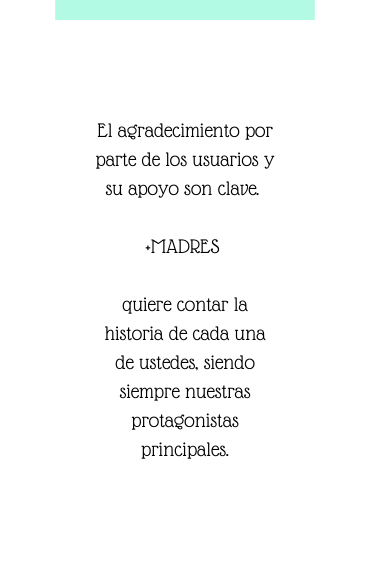 El agradecimiento por
parte de los usuarios y
su apoyo son clave.
+MADRES
quiere contar la
historia de cada una
de ustedes, siendo
siempre nuestras
protagonistas
principales.